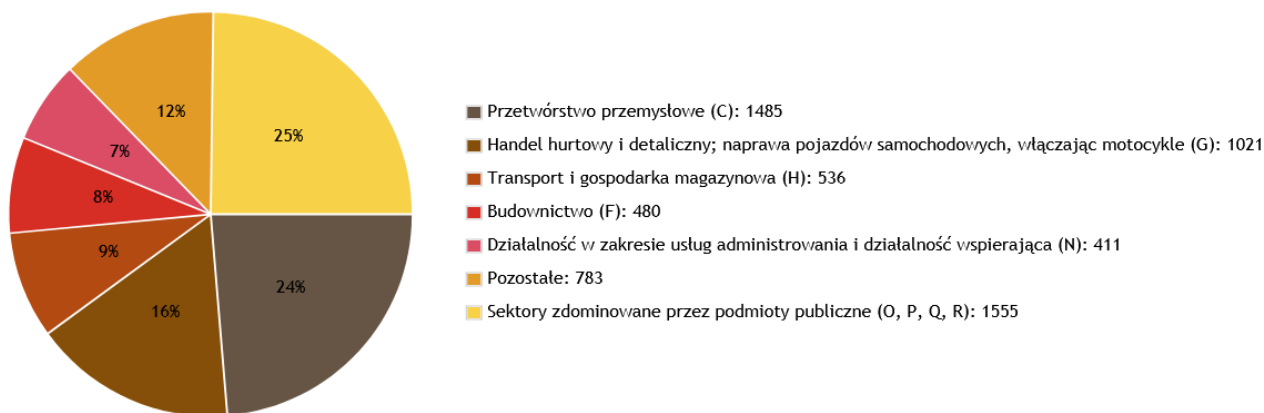 12%
25%
7%
8%
9%
24%
16%
Przetwórstwo przemysłowe (C): 1485
Handel hurtowy i detaliczny; naprawa pojazdów samochodowych, włączając motocykle (G): 1021
Transport i gospodarka magazynowa (H): 536
Budownictwo (F): 480
Działalność w zakresie usług administrowania i działalność wspierająca (N): 411
Pozostałe: 783
Sektory zdominowane przez podmioty publiczne (O, P, Q, R): 1555